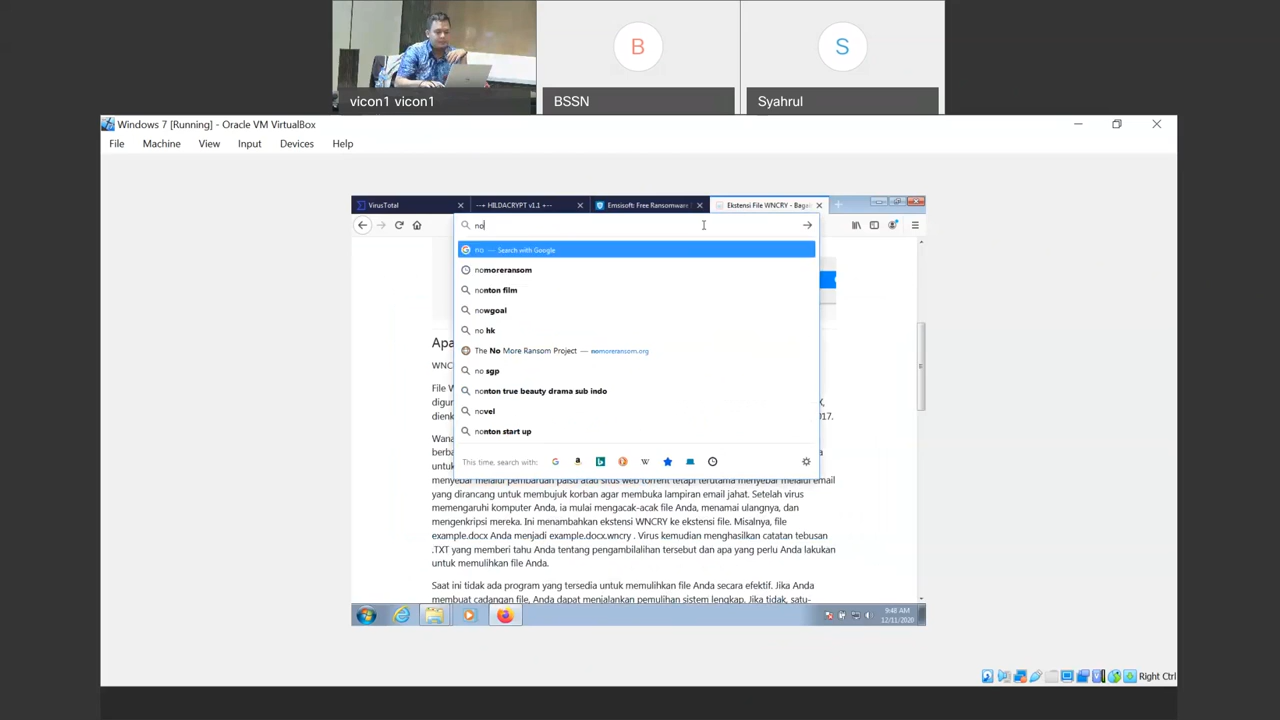 B
S
vicon1 vicon1
BSSN
Syahrul
Windows 7 [Running] - Oracle VM VirtualBox
File Machine View Input Devices Help
VirusTotal
--+ HILDACRYPT v1.1 +--
Emsisoft: Free Ransomware
Ekstensi File WNCRY - Bagai
no
no --- Search with Google
nomoreransom
nonton film
nowgoal
no hk
The No More Ransom Project — nomoreransom.org
no sgp
nonton true beauty drama sub indo
novel
nonton start up
This time, search with:
Apa
WNC
File W
digun
X,
dienk
017.
Wana
berba
untuk
menyebar melalui pembaruan palsu atau situs web torrent tetapi terutama menyebar melalui email
yang dirancang untuk membujuk korban agar membuka lampiran email jahat. Setelah virus
memengaruhi komputer Anda, ia mulai mengacak-acak file Anda, menamai ulangnya, dan
mengenkripsi mereka. Ini menambahkan ekstensi WNCRY ke ekstensi file. Misalnya, file
example.docx Anda menjadi example.docx.wncry . Virus kemudian menghasilkan catatan tebusan
.TXT yang memberi tahu Anda tentang pengambilalihan tersebut dan apa yang perlu Anda lakukan
untuk memulihkan file Anda.
Saat ini tidak ada program yang tersedia untuk memulihkan file Anda secara efektif. Jika Anda
membuat cadangan file, Anda dapat menjalankan pemulihan sistem lengkap. Jika tidak, satu-
9:48 AM
12/11/2020
Right Ctrl